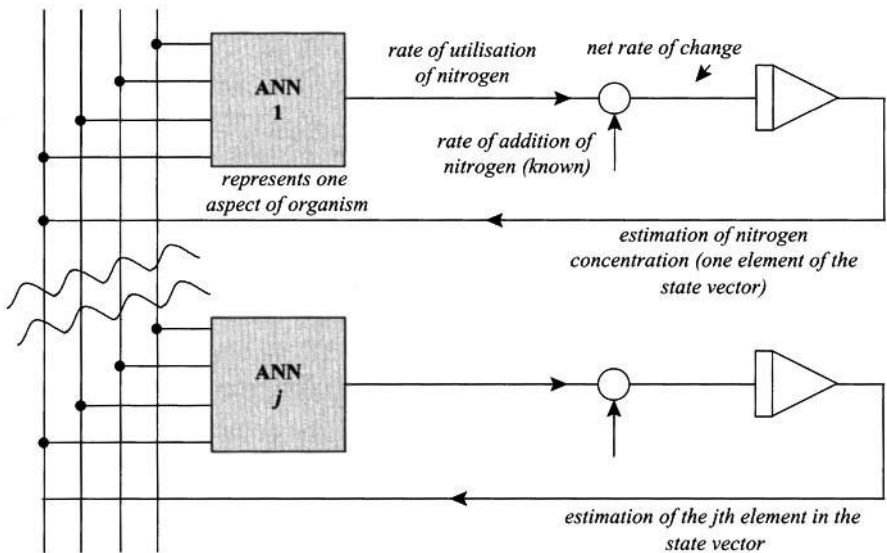 ANN
1
rate of utilisation
of nitrogen
net rate of change
rate of addition of
nitrogen (known)
represents one
aspect of organism
estimation of nitrogen
concentration (one element of the
state vector)
ANN
j
estimation of the jth element in the
state vector